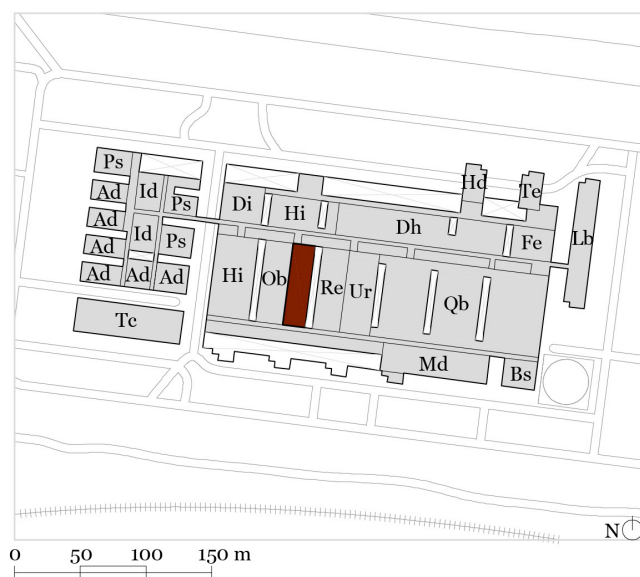 Ps
Hd
Te
Ad
Id
Ps
Di
Hi
Dh
Fe
Lb
Ad
Id
Ps
Ad
Hi
Ob
Re
Ur
Qb
Ad
Ad
Ad
Tc
Md
Bs
N
0 50 100 150 m